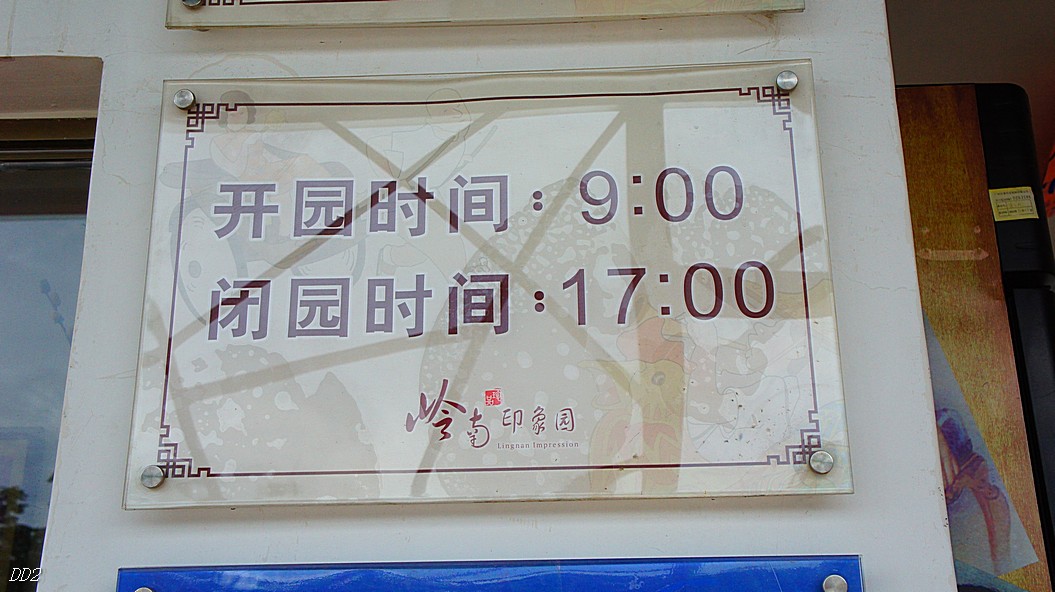 开园时间：9:00
闭园时间：17:00
岭南印象园
Lingnan Impression
DD2